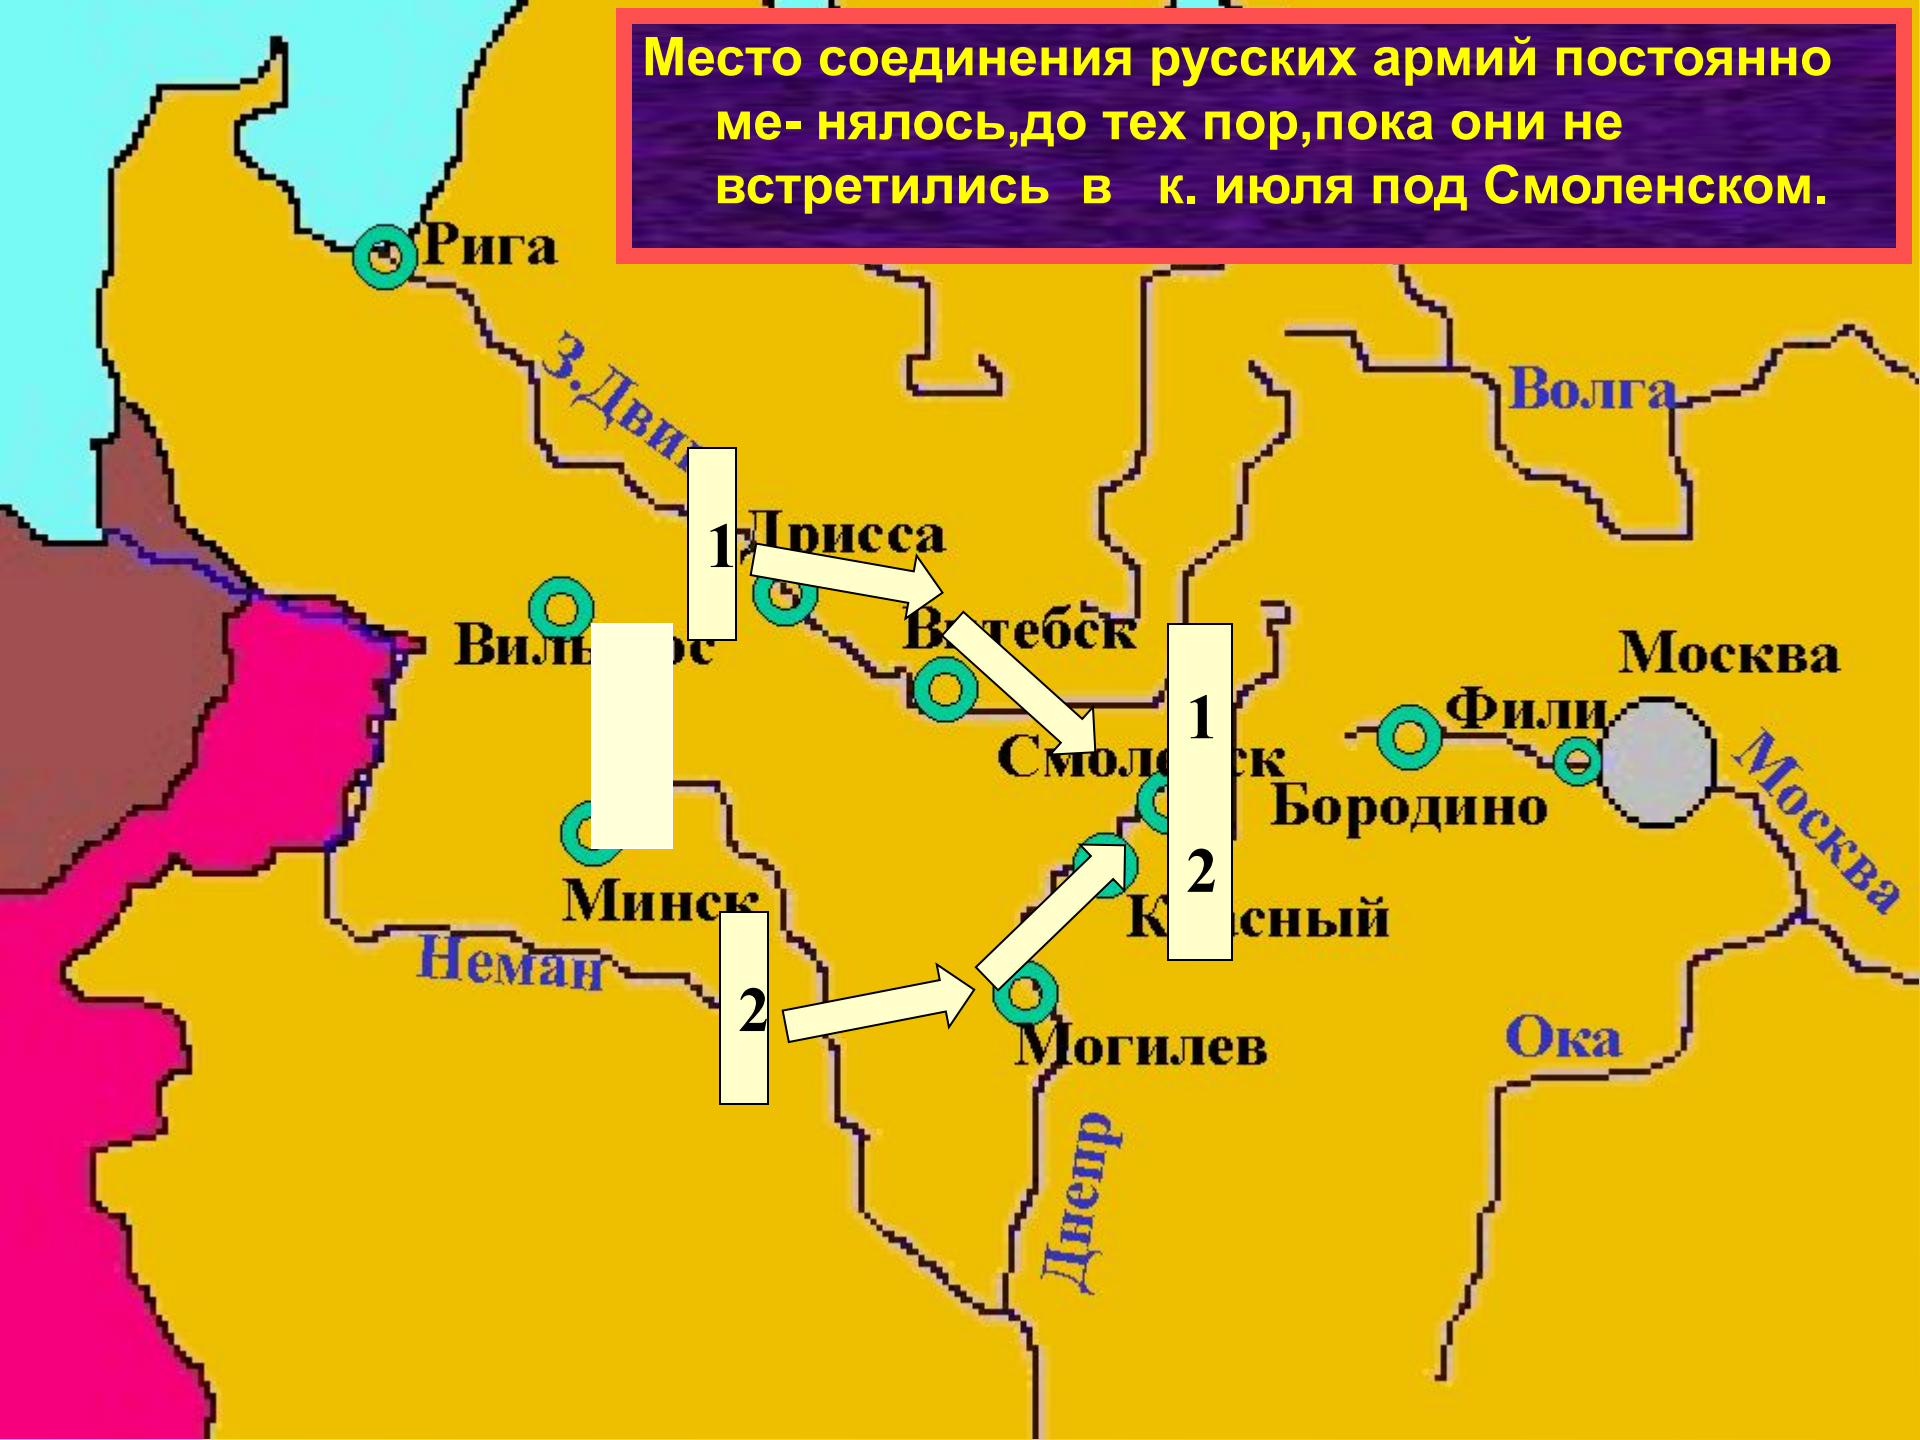 Место соединения русских армий постоянно
ме- нялось,до тех пор,пока они не
встретились в к. июля под Смоленском.
Рига
Волга
1
Дрисса
Москва
Фили
1
Москва
Бородино
2
Минск
Неман
2
Ока
Могилев
Днепр